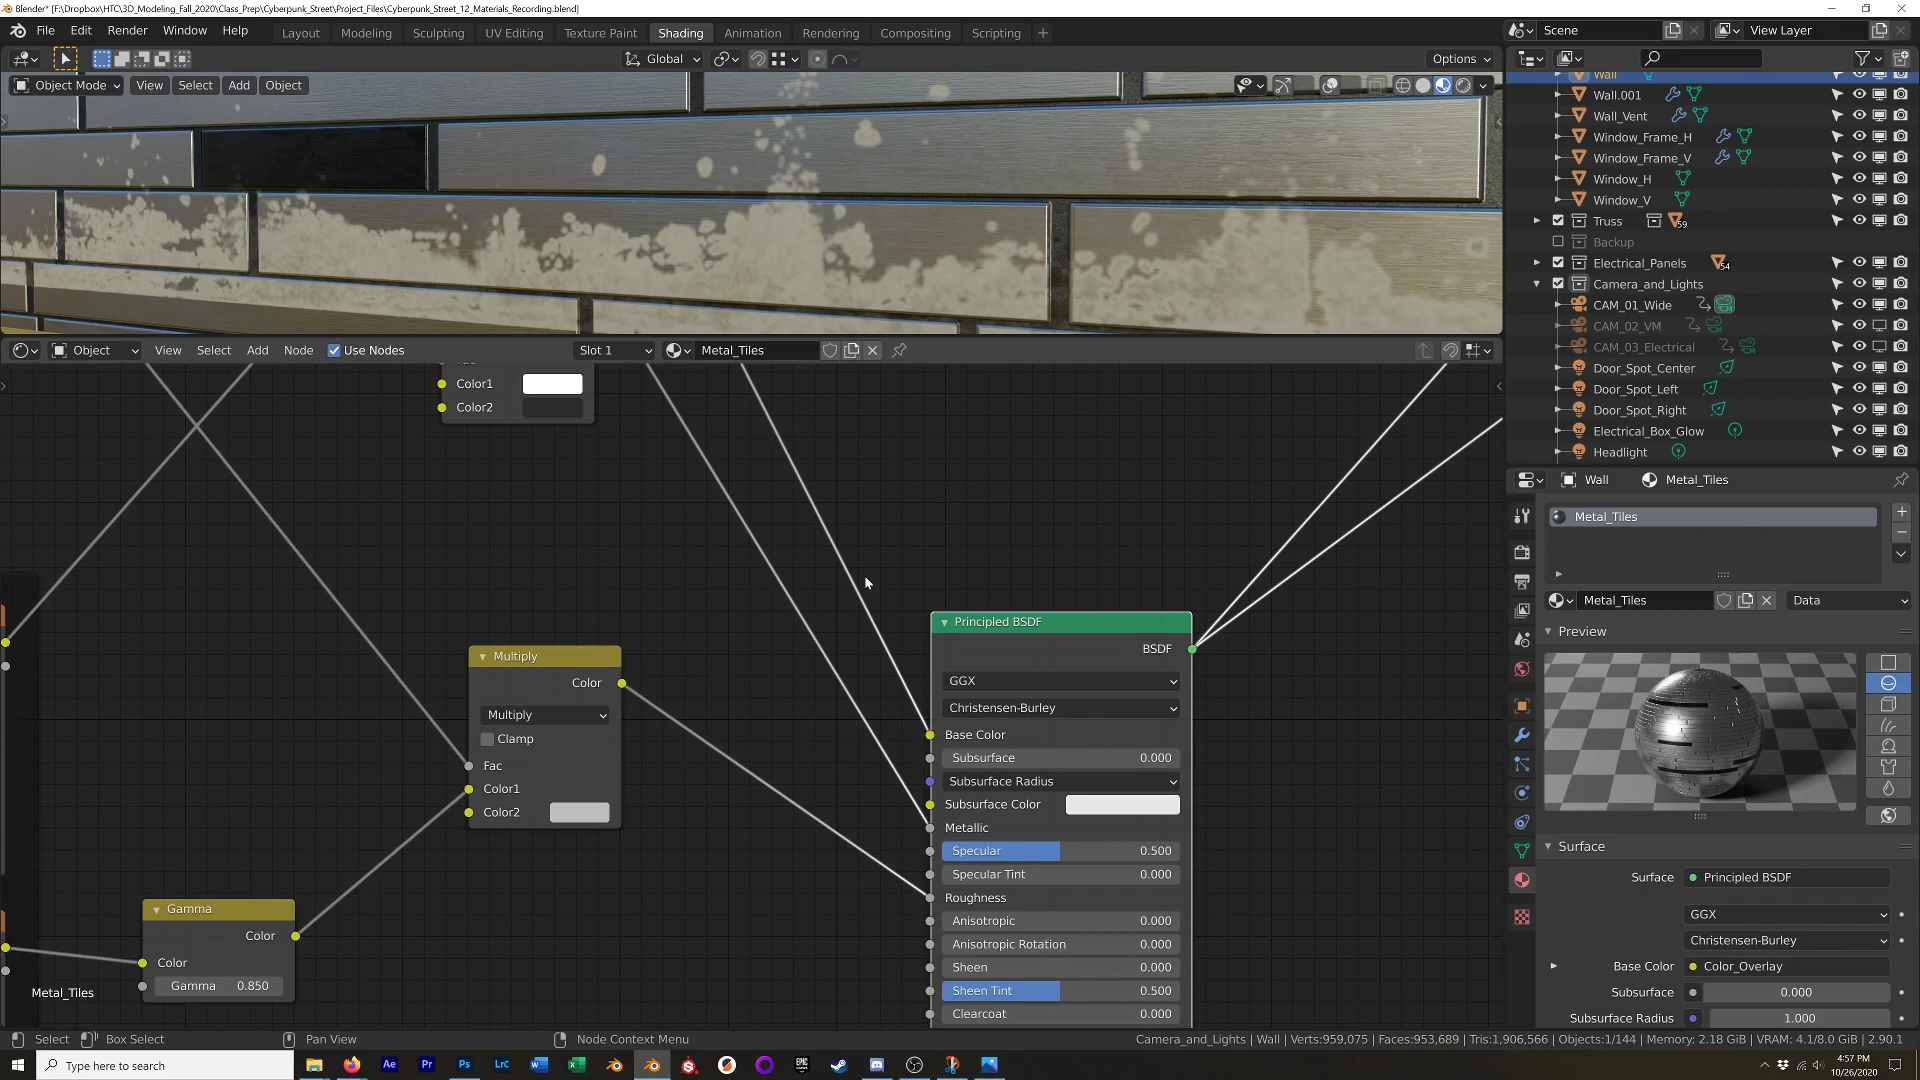 Blender* [F:\Dropbox\HTC\3D_Modeling_Fall_2020\Class_Prep\Cyberpunk_Street\Project_Files\Cyberpunk_Street_12_Materials_Recording.blend]
File Edit Render Window Help Layout Modeling Sculpting UV Editing Texture Paint Shading Animation Rendering Compositing Scripting + Scene View Layer
Global Options
Object Mode View Select Add Object
Wall
Wall.001
Wall_Vent
Window_Frame_H
Window_Frame_V
Window_H
Window_V
Truss 59
Backup
Electrical_Panels 54
Camera_and_Lights
CAM_01_Wide
CAM_02_VM
CAM_03_Electrical
Door_Spot_Center
Door_Spot_Left
Door_Spot_Right
Electrical_Box_Glow
Headlight
Object View Select Add Node Use Nodes Slot 1 Metal_Tiles
Color1
Color2
Multiply
Color
Multiply
Clamp
Fac
Color1
Color2
Gamma
Color
Color
Gamma 0.850
Metal_Tiles
Principled BSDF
BSDF
GGX
Christensen-Burley
Base Color
Subsurface 0.000
Subsurface Radius
Subsurface Color
Metallic
Specular 0.500
Specular Tint 0.000
Roughness
Anisotropic 0.000
Anisotropic Rotation 0.000
Sheen 0.000
Sheen Tint 0.500
Clearcoat 0.000
Wall Metal_Tiles
Metal_Tiles
Metal_Tiles Data
Preview
Surface
Surface Principled BSDF
GGX
Christensen-Burley
Base Color Color_Overlay
Subsurface 0.000
Subsurface Radius 1.000
Select Box Select Pan View Node Context Menu Camera_and_Lights | Wall | Verts:959,075 | Faces:953,689 | Tris:1,906,566 | Objects:1/144 | Memory: 2.18 GiB | VRAM: 4.1/8.0 GiB | 2.90.1
Type here to search Ae Pr Ps Lrc EPIC GAMES
4:57 PM
10/26/2020